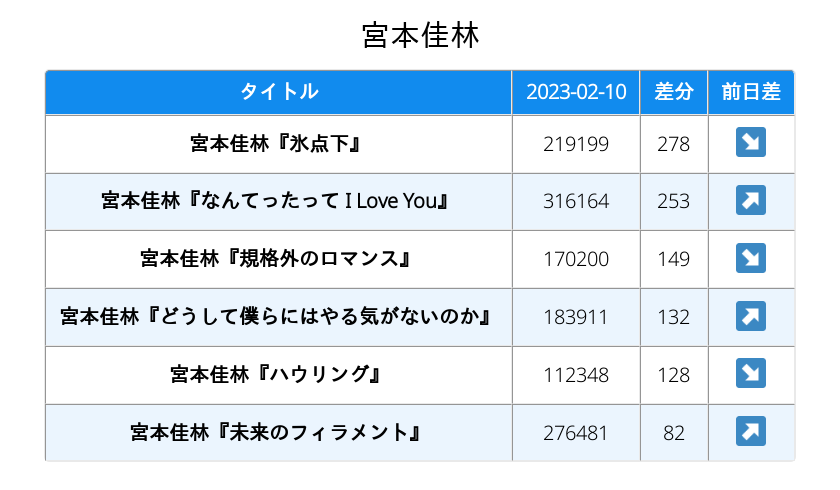 宮本佳林
タイトル 2023-02-10 差分 前日差
宮本佳林『氷点下』 219199 278 ↘
宮本佳林『なんてったって I Love You』 316164 253 ↗
宮本佳林『規格外のロマンス』 170200 149 ↘
宮本佳林『どうして僕らにはやる気がないのか』 183911 132 ↗
宮本佳林『ハウリング』 112348 128 ↘
宮本佳林『未来のフィラメント』 276481 82 ↗